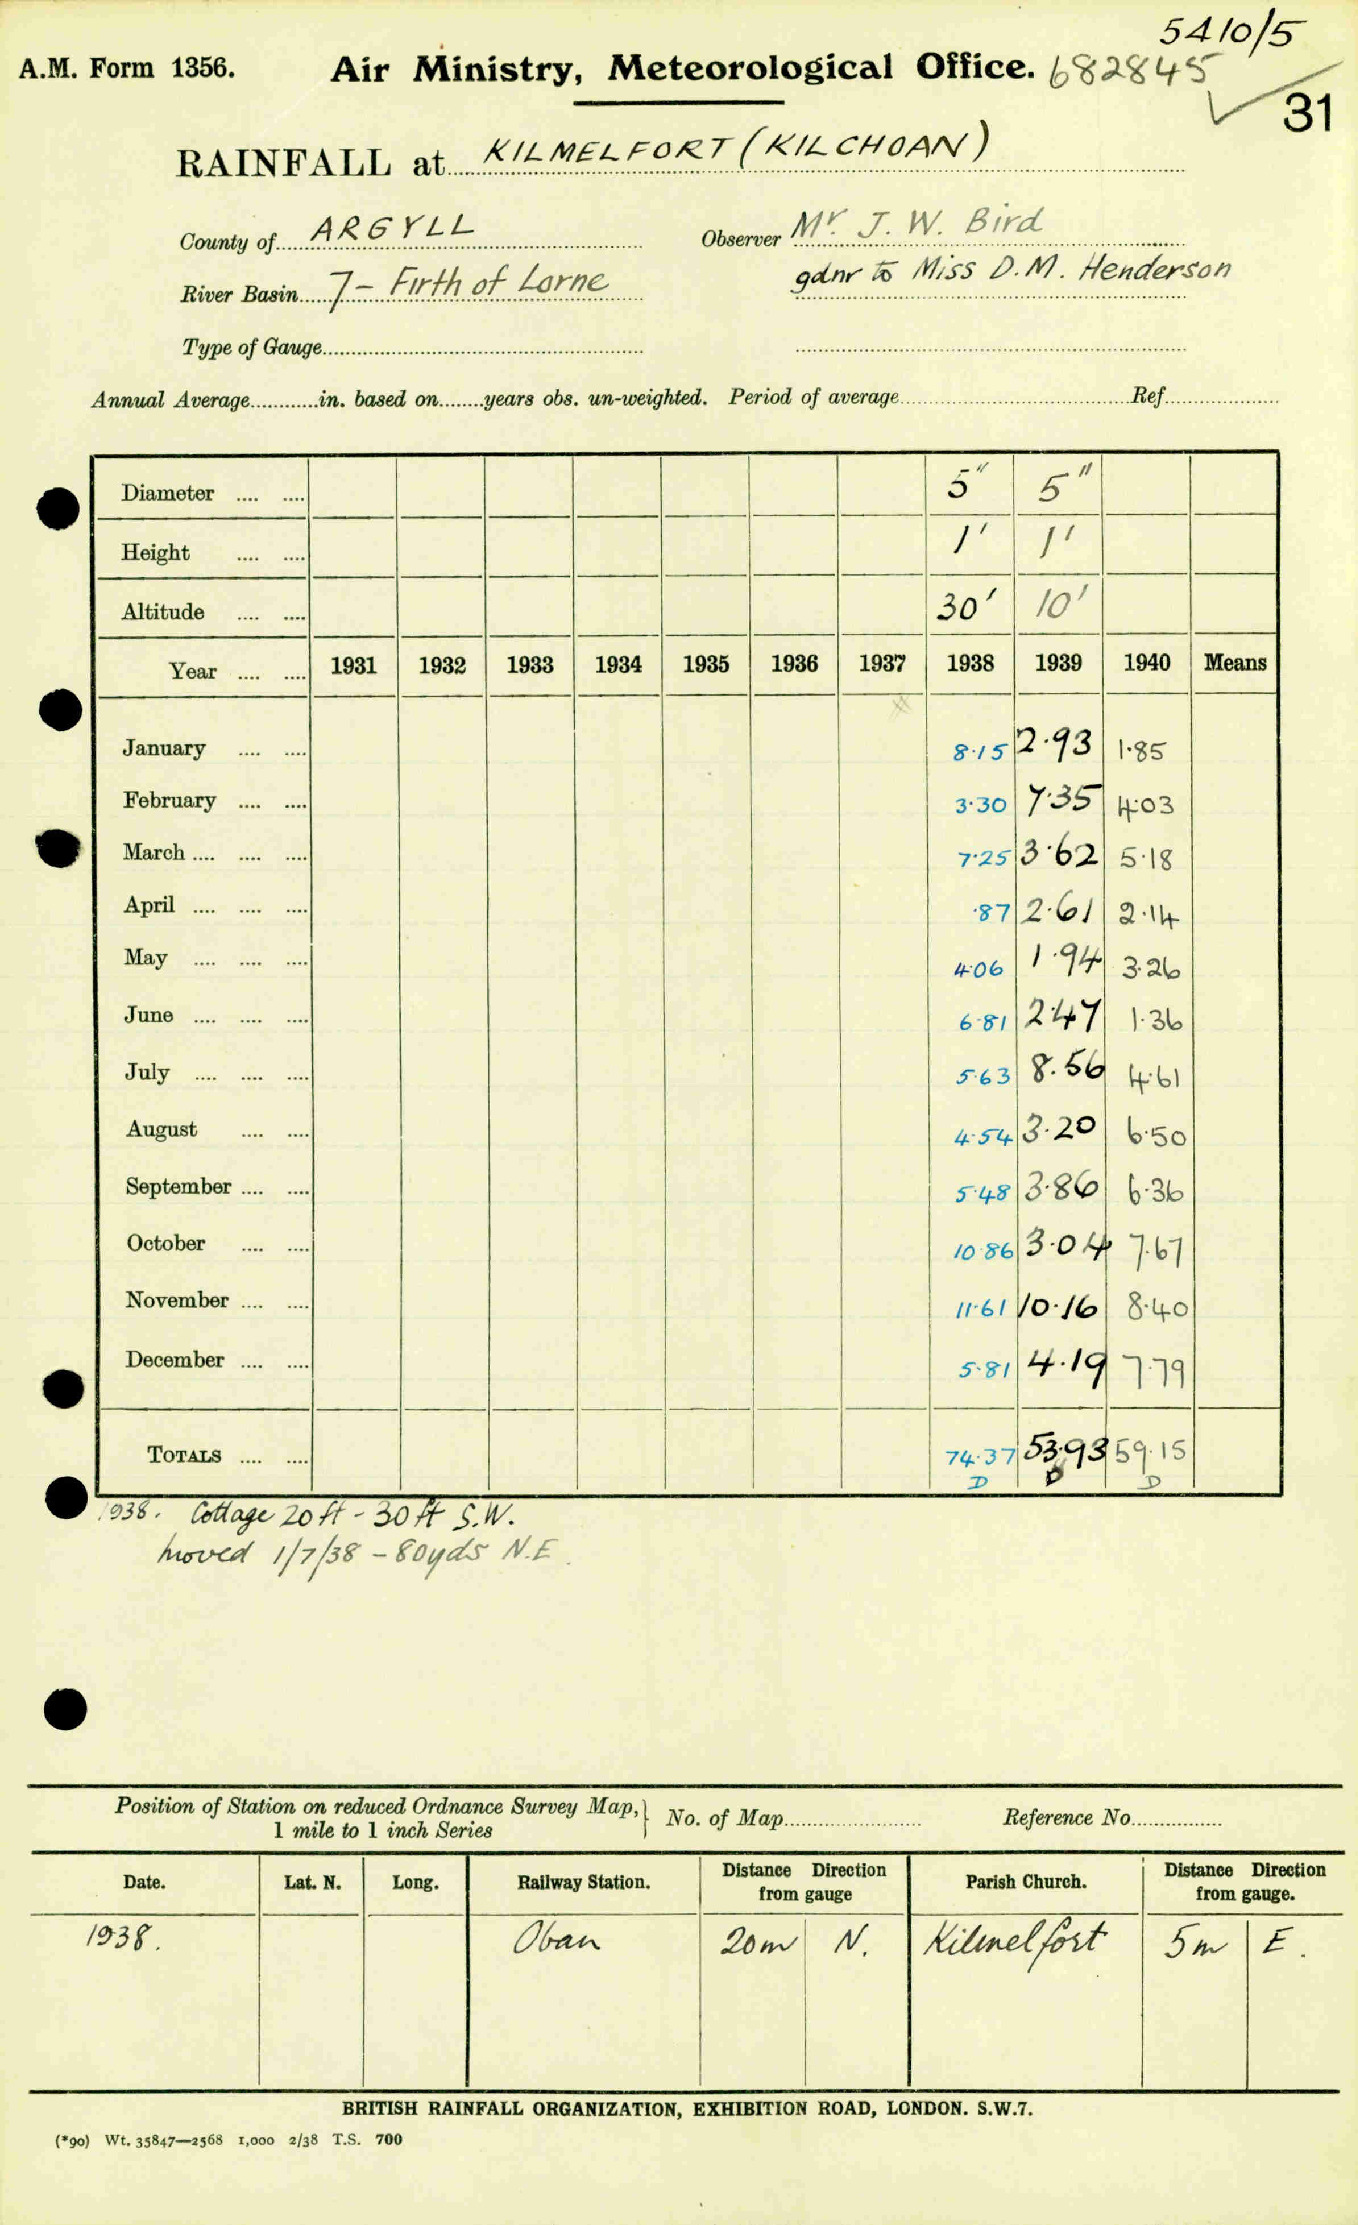 5410/5
A.M. Form 1356. Air Ministry, Meteorological Office. 682845
31
RAINFALL at KILMELFORT (KILCHOAN)
County of ARGYLL Observer Mr. J. W. Bird
River Basin 7 - Firth of Lorne gdnr to Miss D.M. Henderson
Type of Gauge
Annual Average in. based on years obs. un-weighted. Period of average Ref.
Diameter 5" 5"
Height 1' 1'
Altitude 30' 10'
Year 1931 1932 1933 1934 1935 1936 1937 1938 1939 1940 Means
January 8.15 2.93 1.85
February 3.30 7.35 4.03
March 7.25 3.62 5.18
April .87 2.61 2.14
May 4.06 1.94 3.26
June 6.81 2.47 1.36
July 5.63 8.56 4.61
August 4.54 3.20 6.50
September 5.48 3.86 6.36
October 10.86 3.04 7.67
November 11.61 10.16 8.40
December 5.81 4.19 7.79
TOTALS 74.37 53.93 59.15
D D D
1938. Cottage 20 ft - 30 ft S.W.
moved 1/7/38 - 80yds N.E.
Position of Station on reduced Ordnance Survey Map, 1 mile to 1 inch Series } No. of Map Reference No.
Date. Lat. N. Long. Railway Station. Distance Direction from gauge Parish Church. Distance Direction from gauge.
1938. Oban 20m N. Kilmelfort 5m E.
BRITISH RAINFALL ORGANIZATION, EXHIBITION ROAD, LONDON. S.W.7.
(*90) Wt. 35847—2568 1,000 2/38 T.S. 700